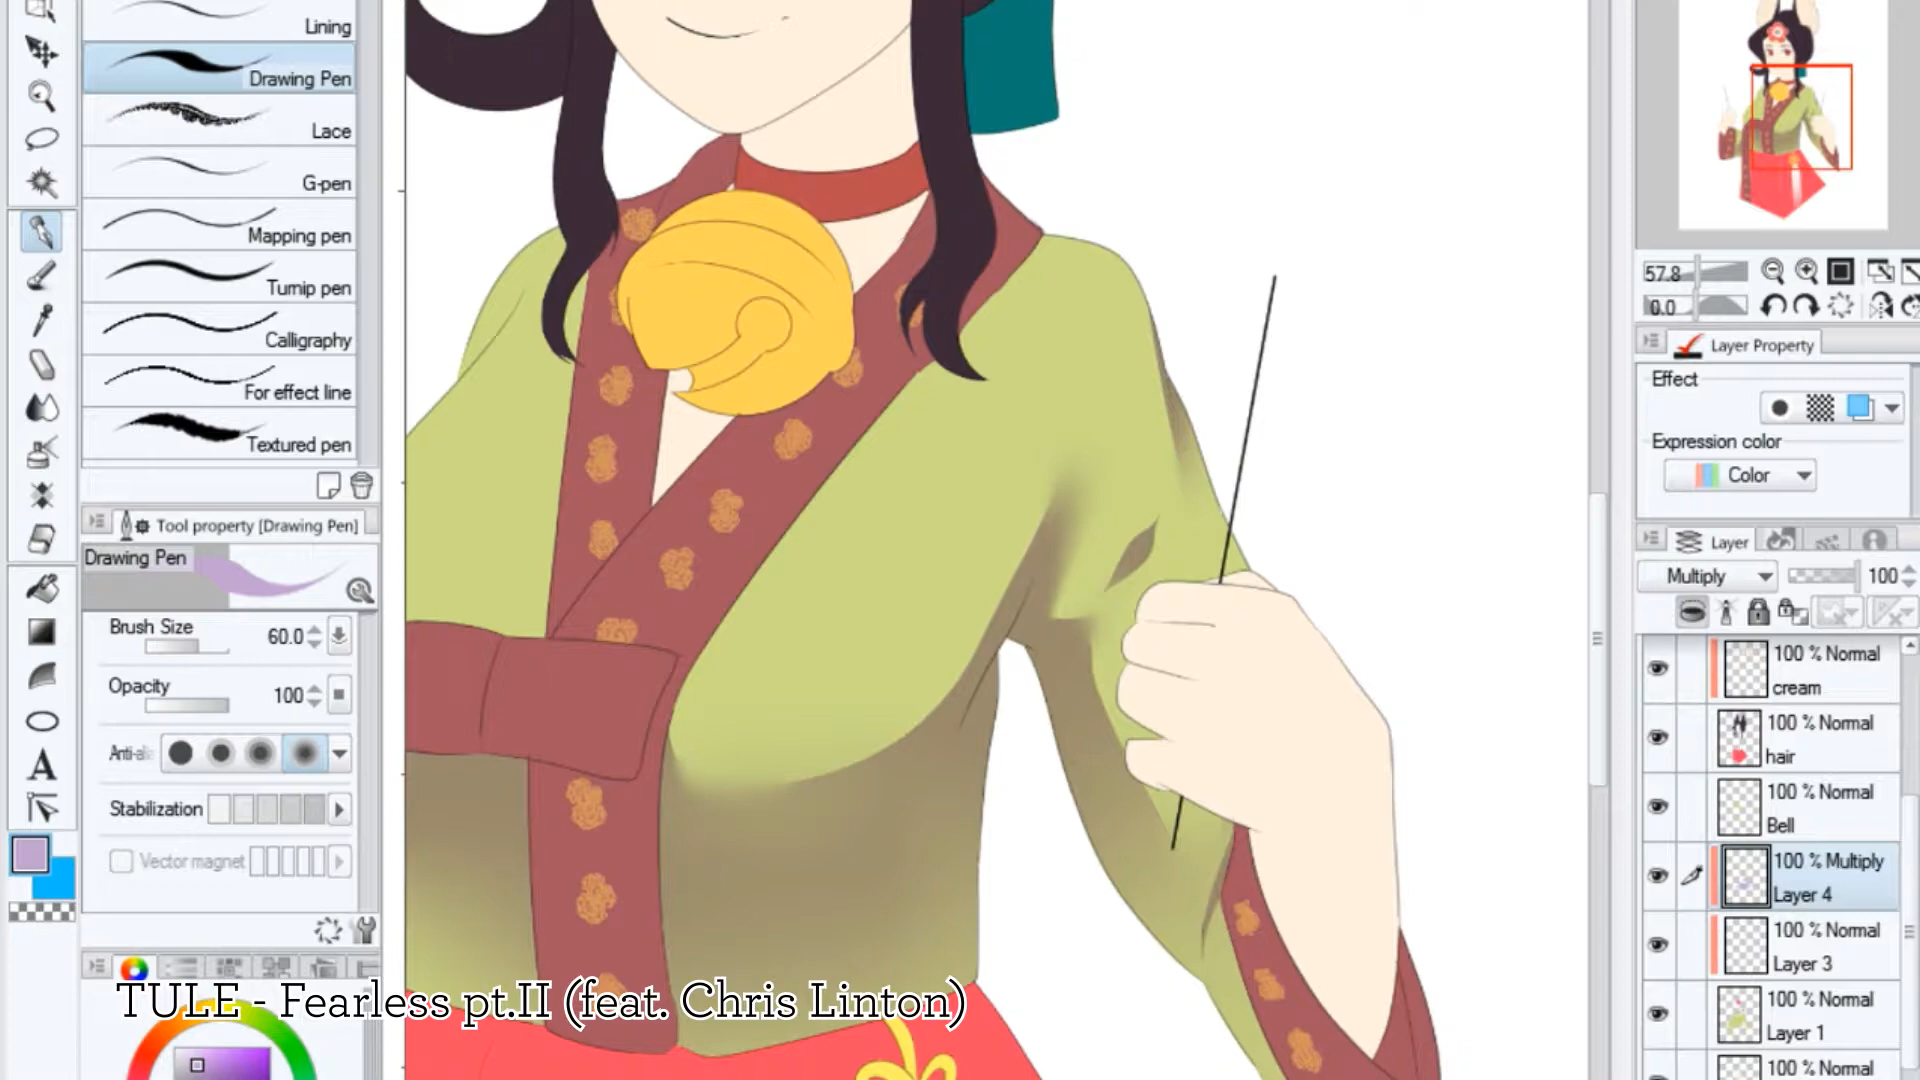 Lining
Drawing Pen
Lace
G-pen
Mapping pen
Turnip pen
Calligraphy
For effect line
Textured pen
Tool property [Drawing Pen]
Drawing Pen
Brush Size 60.0
Opacity 100
Anti-ali
Stabilization
Vector magnet
TULE - Fearless pt.II (feat. Chris Linton)
57.8
0.0
Layer Property
Effect
Expression color
Color
Layer
Multiply 100
100 % Normal
cream
100 % Normal
hair
100 % Normal
Bell
100 % Multiply
Layer 4
100 % Normal
Layer 3
100 % Normal
Layer 1
100 % Normal